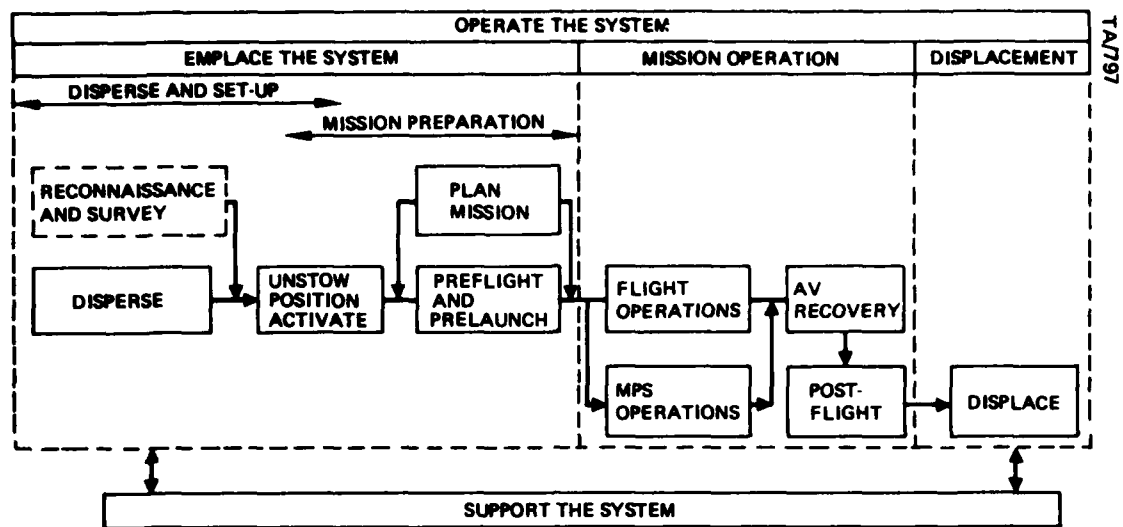 OPERATE THE SYSTEM
TA/797
EMPLACE THE SYSTEM
MISSION OPERATION
DISPLACEMENT
DISPERSE AND SET-UP
MISSION PREPARATION
RECONNAISSANCE
AND SURVEY
PLAN
MISSION
DISPERSE
UNSTOW
POSITION
ACTIVATE
PREFLIGHT
AND
PRELAUNCH
FLIGHT
OPERATIONS
AV
RECOVERY
MPS
OPERATIONS
POST-
FLIGHT
DISPLACE
SUPPORT THE SYSTEM